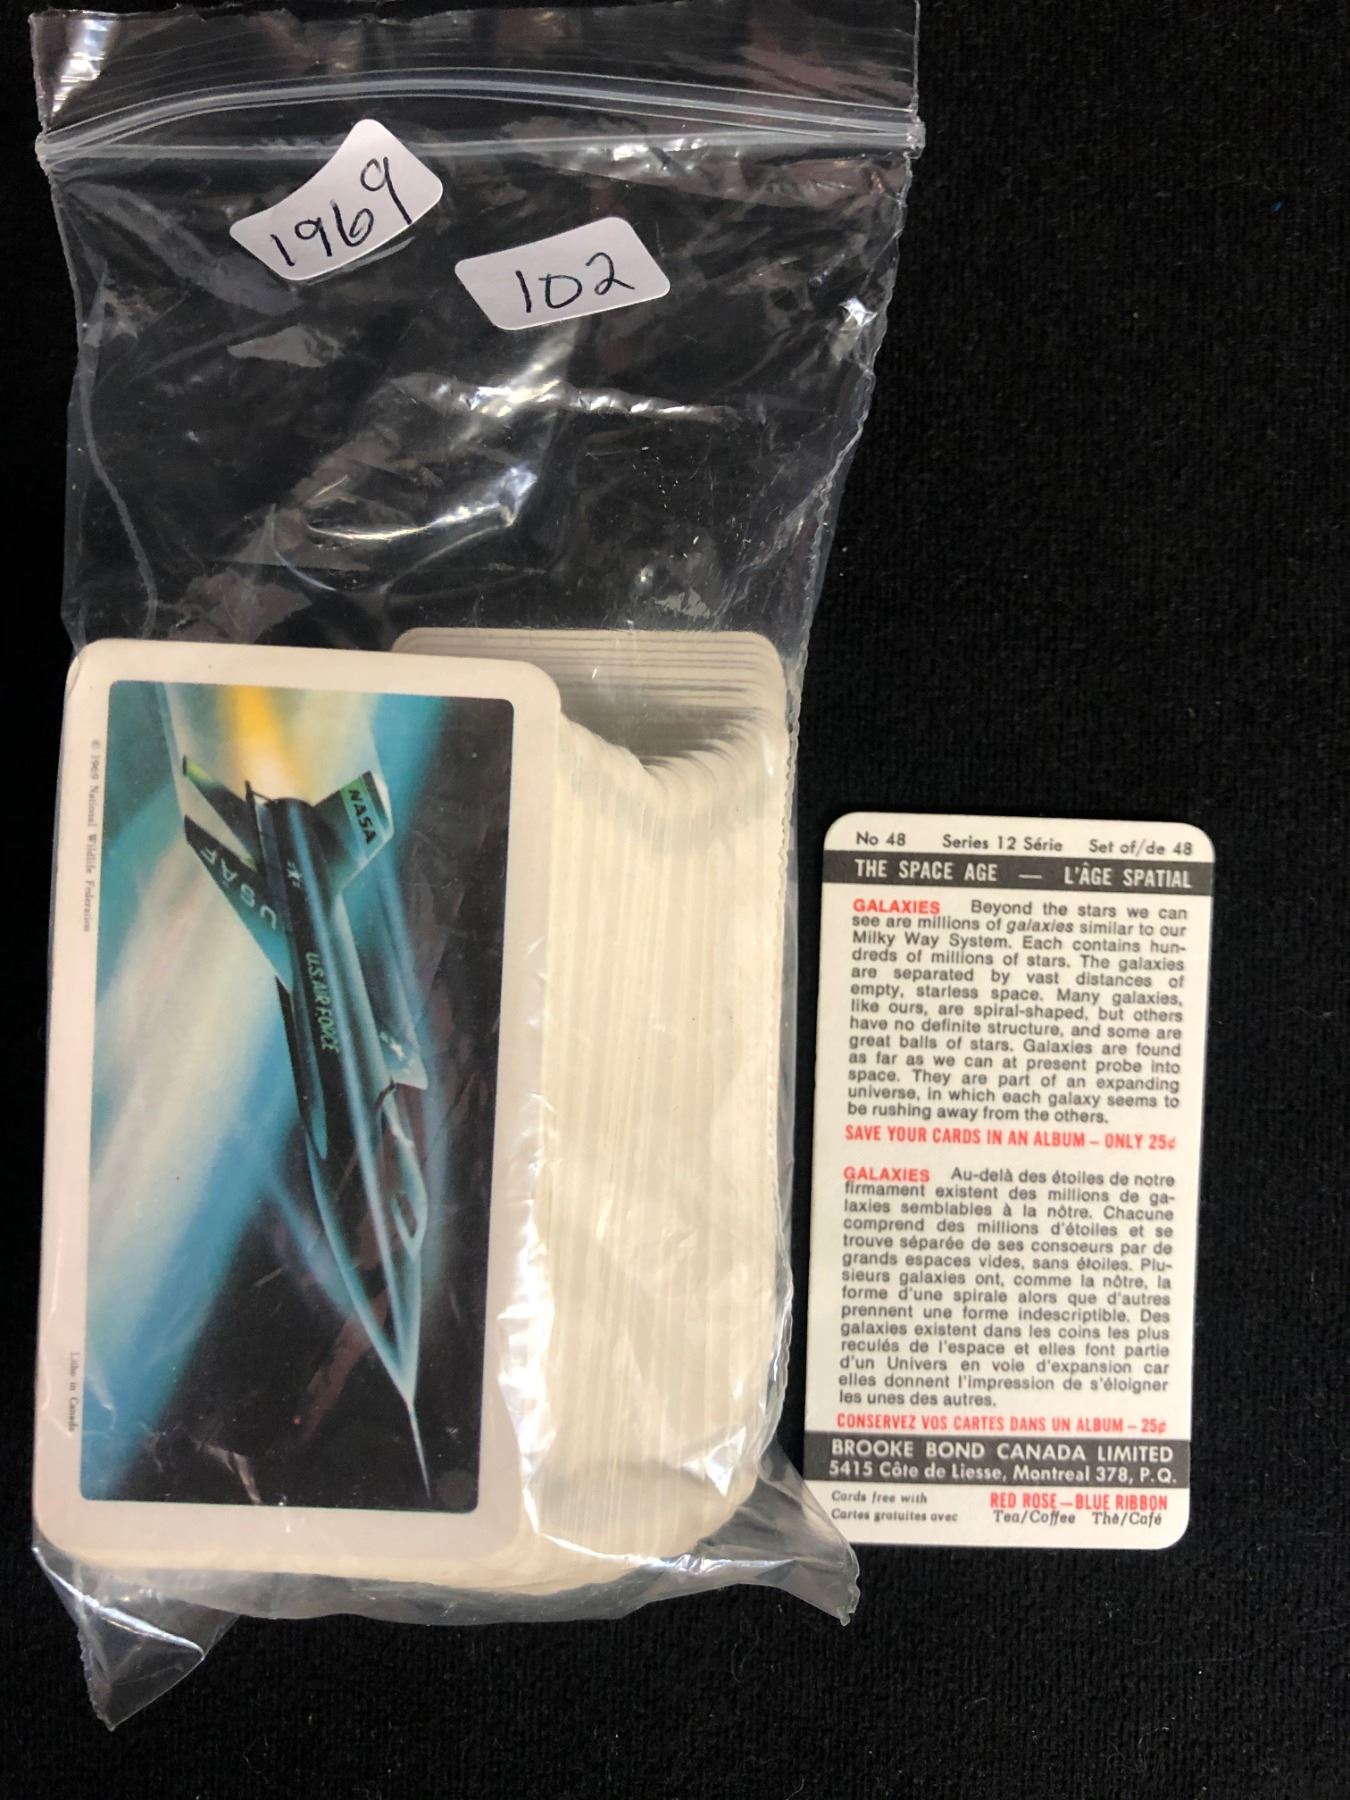 1969
102
© 1969 National Wildlife Federation
NASA
USAF
U.S. AIR FORCE
Litho in Canada
No 48 Series 12 Série Set of/de 48
THE SPACE AGE — L'ÂGE SPATIAL
GALAXIES Beyond the stars we can
see are millions of galaxies similar to our
Milky Way System. Each contains hun-
dreds of millions of stars. The galaxies
are separated by vast distances of
empty, starless space. Many galaxies,
like ours, are spiral-shaped, but others
have no definite structure, and some are
great balls of stars. Galaxies are found
as far as we can at present probe into
space. They are part of an expanding
universe, in which each galaxy seems to
be rushing away from the others.
SAVE YOUR CARDS IN AN ALBUM – ONLY 25¢
GALAXIES Au-delà des étoiles de notre
firmament existent des millions de ga-
laxies semblables à la nôtre. Chacune
comprend des millions d'étoiles et se
trouve séparée de ses consoeurs par de
grands espaces vides, sans étoiles. Plu-
sieurs galaxies ont, comme la nôtre, la
forme d'une spirale alors que d'autres
prennent une forme indescriptible. Des
galaxies existent dans les coins les plus
reculés de l'espace et elles font partie
d'un Univers en voie d'expansion car
elles donnent l'impression de s'éloigner
les unes des autres.
CONSERVEZ VOS CARTES DANS UN ALBUM – 25¢
BROOKE BOND CANADA LIMITED
5415 Côte de Liesse, Montreal 378, P.Q.
Cards free with RED ROSE—BLUE RIBBON
Cartes gratuites avec Tea/Coffee Thé/Café